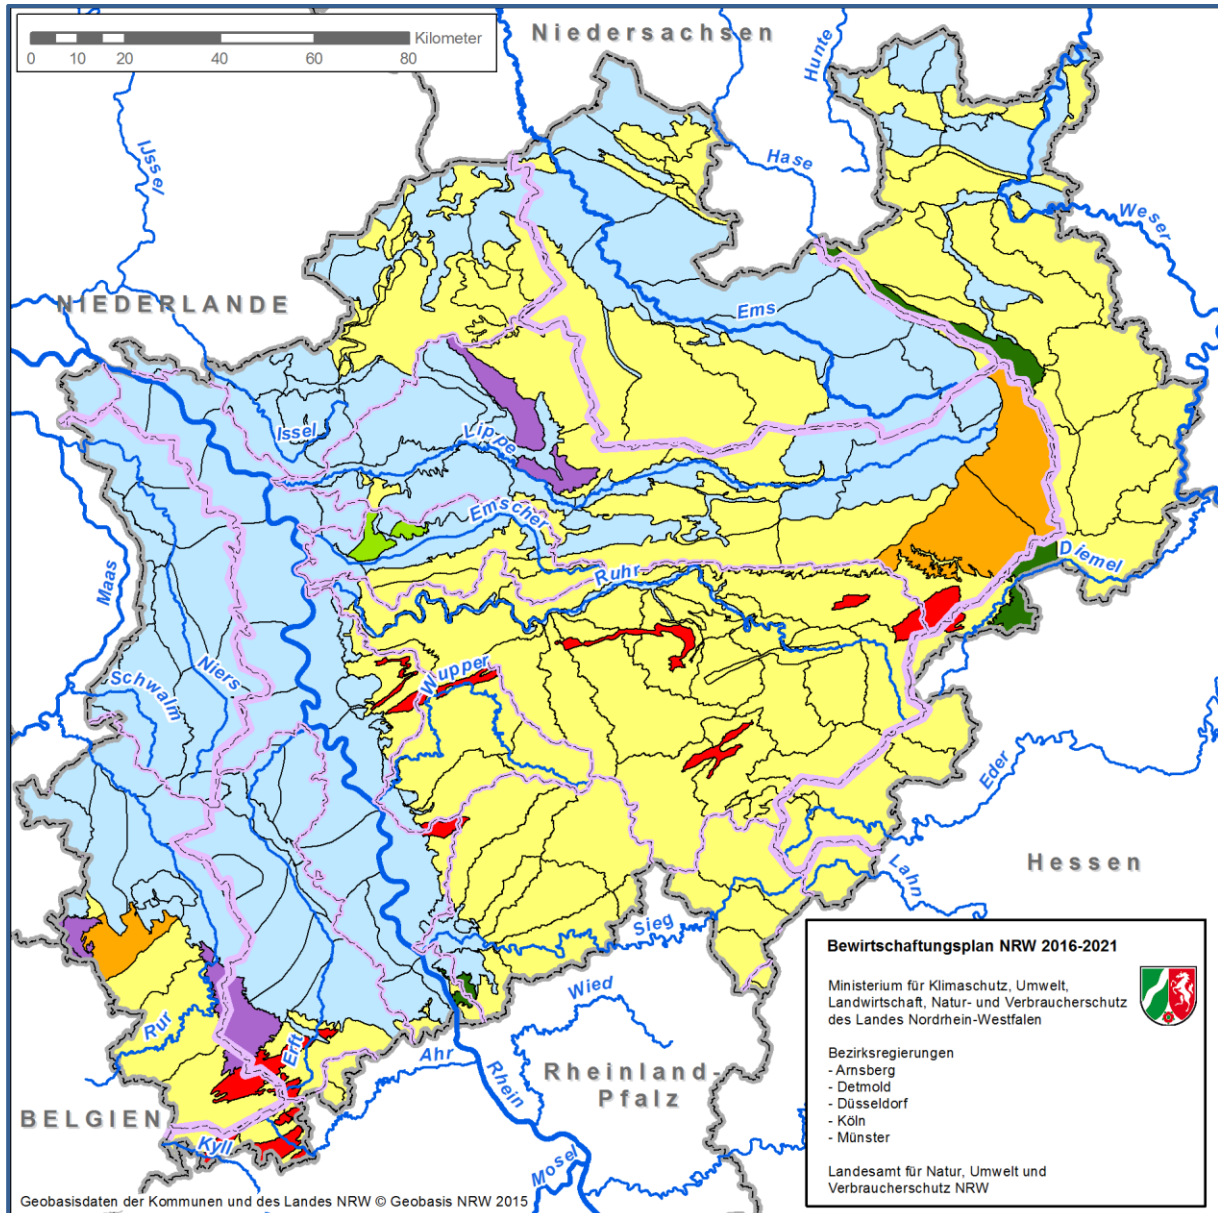 Kilometer
0 10 20 40 60 80
Niedersachsen
Hunte
IJssel
Hase
Weser
NIEDERLANDE
Ems
Issel
Lippe
Emscher
Maas
Ruhr
Diemel
Niers
Schwalm
Wupper
Eder
Lahn
Hessen
Sieg
Wied
Rur
Erft
Ahr
Rhein
Rheinland-
Pfalz
BELGIEN
Kyll
Mosel
Bewirtschaftungsplan NRW 2016-2021
Ministerium für Klimaschutz, Umwelt,
Landwirtschaft, Natur- und Verbraucherschutz
des Landes Nordrhein-Westfalen
Bezirksregierungen
- Arnsberg
- Detmold
- Düsseldorf
- Köln
- Münster
Landesamt für Natur, Umwelt und
Verbraucherschutz NRW
Geobasisdaten der Kommunen und des Landes NRW © Geobasis NRW 2015